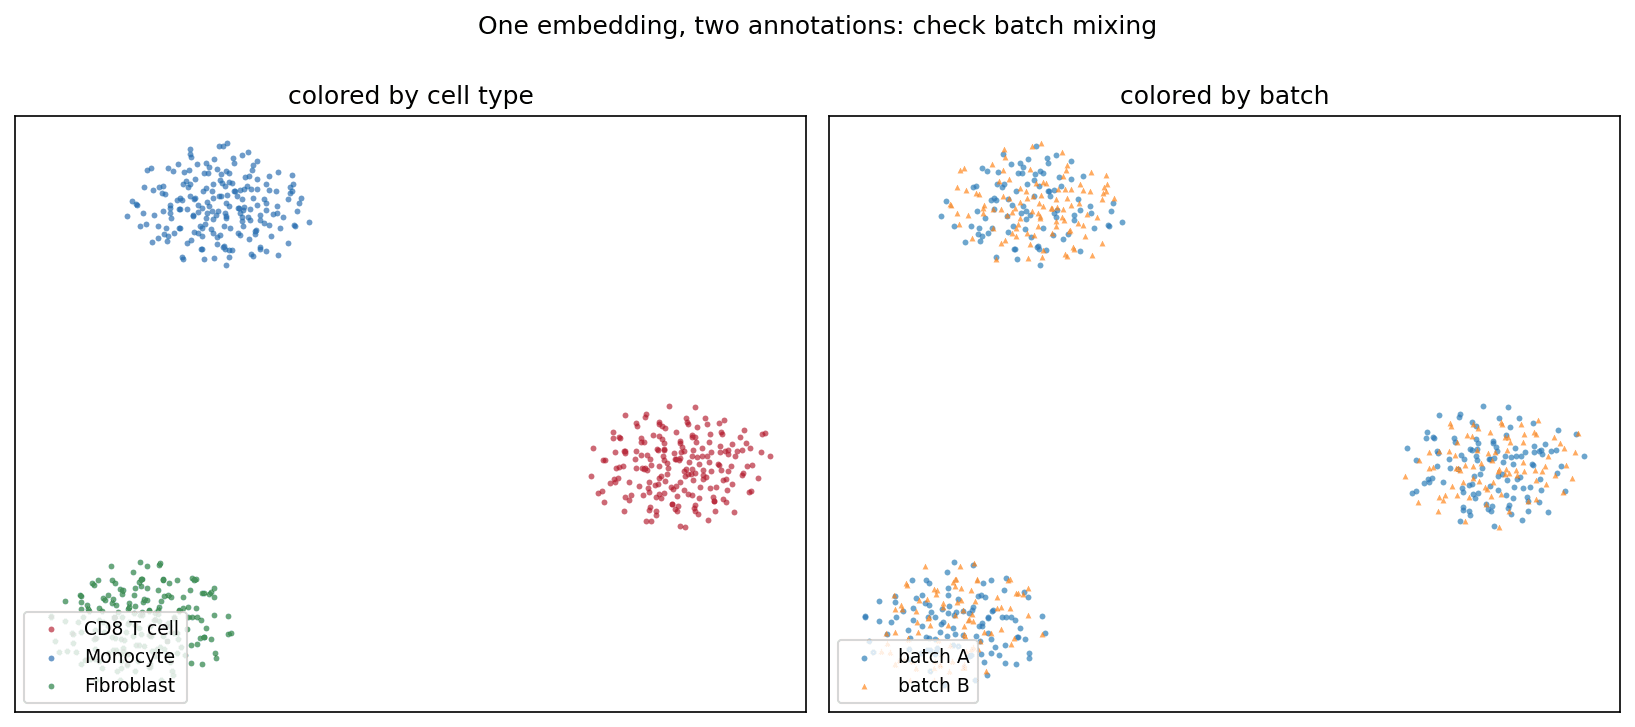 One embedding, two annotations: check batch mixing
colored by cell type
CD8 T cell
Monocyte
Fibroblast
colored by batch
batch A
batch B